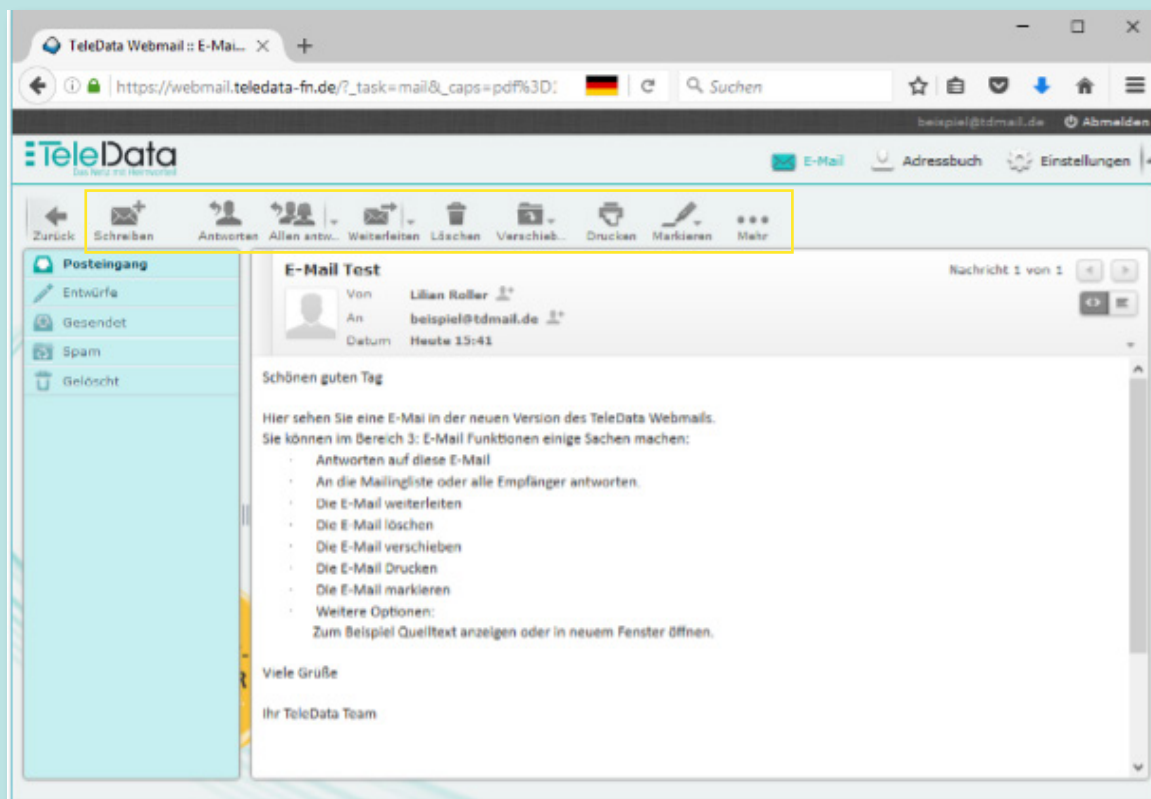 TeleData Webmail :: E-Mai...
https://webmail.teledata-fn.de/?_task=mail&_caps=pdf%3D1
Suchen
beispiel@tdmail.de Abmelden
TeleData
Das Netz mit Heimvorteil
E-Mail Adressbuch Einstellungen
Zurück Schreiben Antworten Allen antw... Weiterleiten Löschen Verschieb... Drucken Markieren Mehr
Posteingang
Entwürfe
Gesendet
Spam
Gelöscht
E-Mail Test
Nachricht 1 von 1
Von Lilian Roller
An beispiel@tdmail.de
Datum Heute 15:41
Schönen guten Tag
Hier sehen Sie eine E-Mai in der neuen Version des TeleData Webmails.
Sie können im Bereich 3: E-Mail Funktionen einige Sachen machen:
· Antworten auf diese E-Mail
· An die Mailingliste oder alle Empfänger antworten.
· Die E-Mail weiterleiten
· Die E-Mail löschen
· Die E-Mail verschieben
· Die E-Mail Drucken
· Die E-Mail markieren
· Weitere Optionen:
Zum Beispiel Quelltext anzeigen oder in neuem Fenster öffnen.
Viele Grüße
Ihr TeleData Team